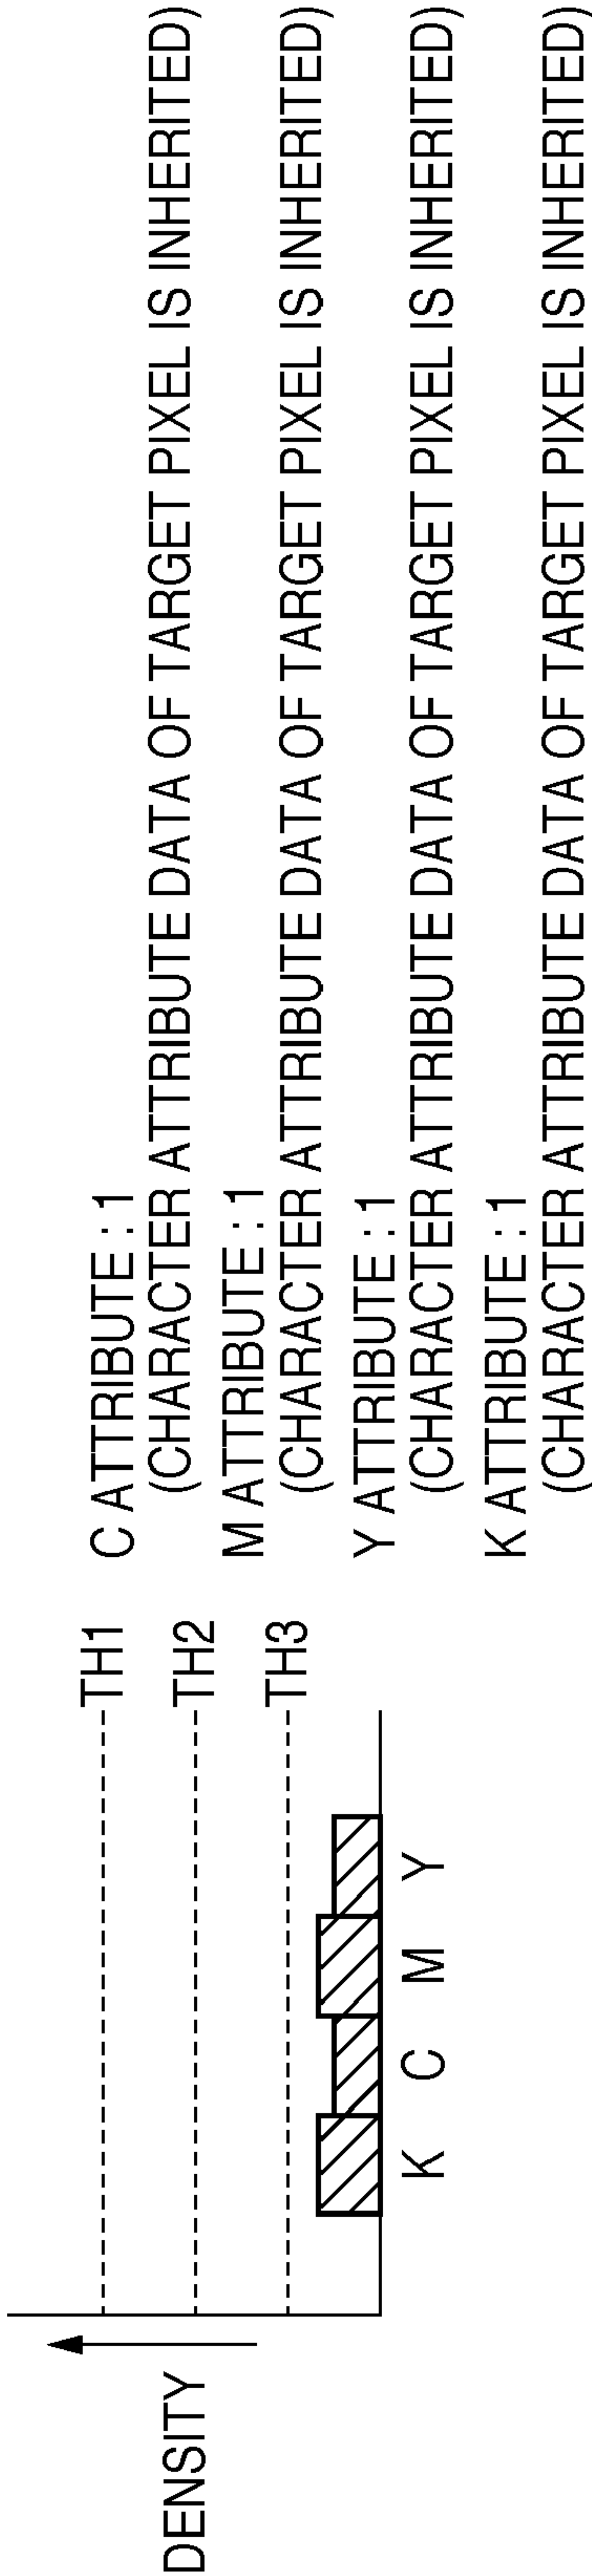 DENSITY
TH1
TH2
TH3
K C M Y
C ATTRIBUTE : 1
(CHARACTER ATTRIBUTE DATA OF TARGET PIXEL IS INHERITED)
M ATTRIBUTE : 1
(CHARACTER ATTRIBUTE DATA OF TARGET PIXEL IS INHERITED)
Y ATTRIBUTE : 1
(CHARACTER ATTRIBUTE DATA OF TARGET PIXEL IS INHERITED)
K ATTRIBUTE : 1
(CHARACTER ATTRIBUTE DATA OF TARGET PIXEL IS INHERITED)